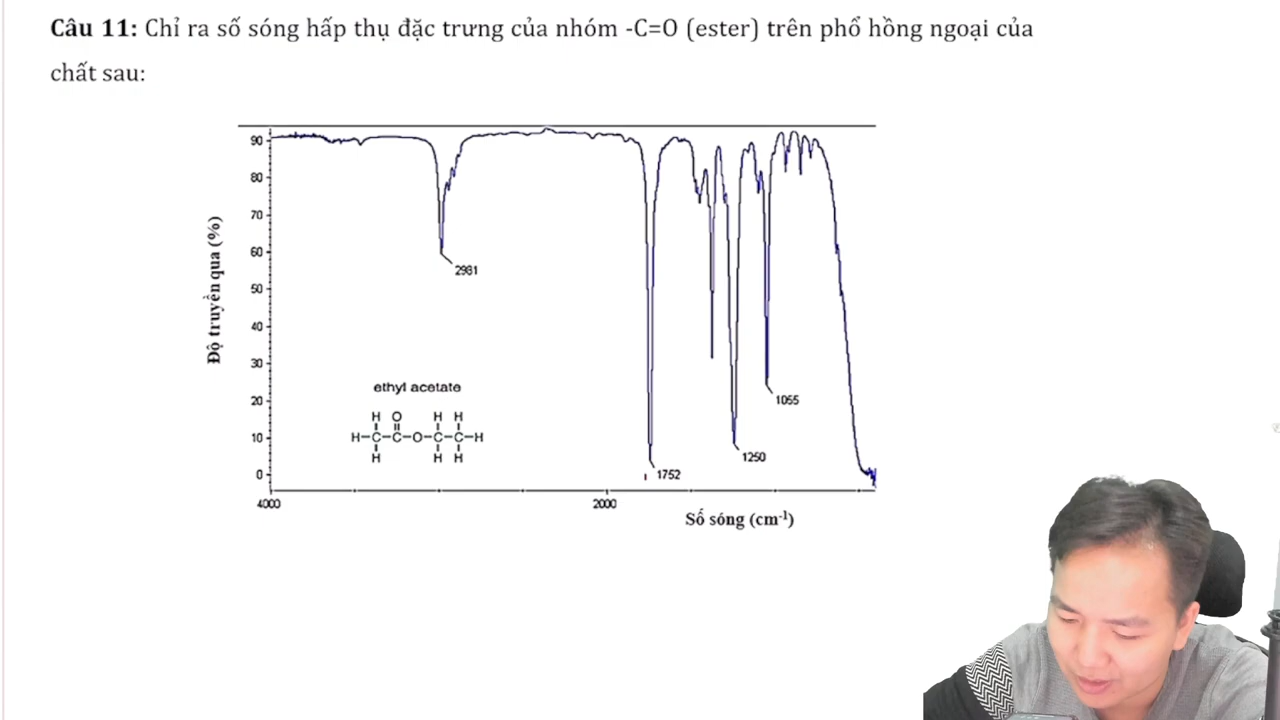 Câu 11: Chỉ ra số sóng hấp thụ đặc trưng của nhóm -C=O (ester) trên phổ hồng ngoại của
chất sau:
90
80
70
60
50
40
30
20
10
0
Độ truyền qua (%)
2981
1752
1250
1055
ethyl acetate
H O H H
H-C-C-O-C-C-H
H H H
4000
2000
Số sóng (cm-1)